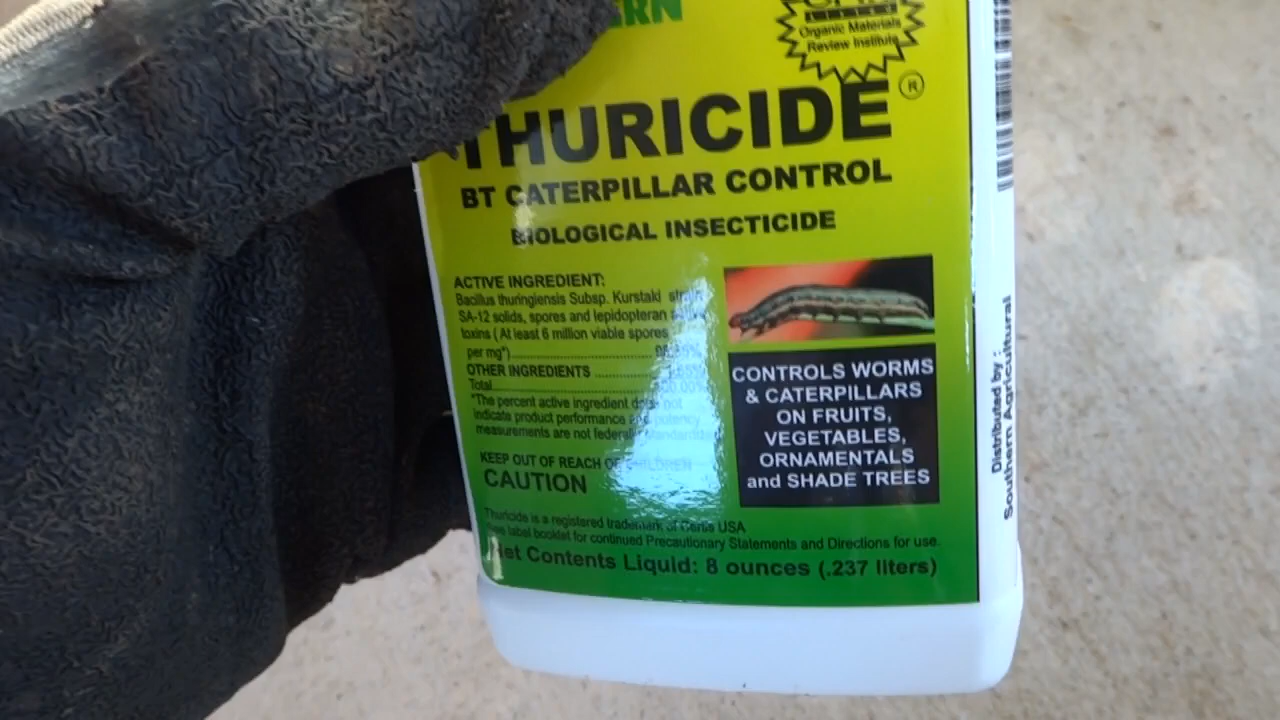 Organic Materials
Review Institute
THURICIDE®
BT CATERPILLAR CONTROL
BIOLOGICAL INSECTICIDE
ACTIVE INGREDIENT:
Bacillus thuringiensis Subsp. Kurstaki strain
SA-12 solids, spores and lepidopteran active
toxins ( At least 6 million viable spores
per mg*)
OTHER INGREDIENTS
Total
*The percent active ingredient does not
indicate product performance and potency
measurements are not federally standardized
KEEP OUT OF REACH OF CHILDREN
CAUTION
CONTROLS WORMS
& CATERPILLARS
ON FRUITS,
VEGETABLES,
ORNAMENTALS
and SHADE TREES
Thuricide is a registered trademark of Certis USA
See label booklet for continued Precautionary Statements and Directions for use.
Net Contents Liquid: 8 ounces (.237 liters)
Distributed by :
Southern Agricultural